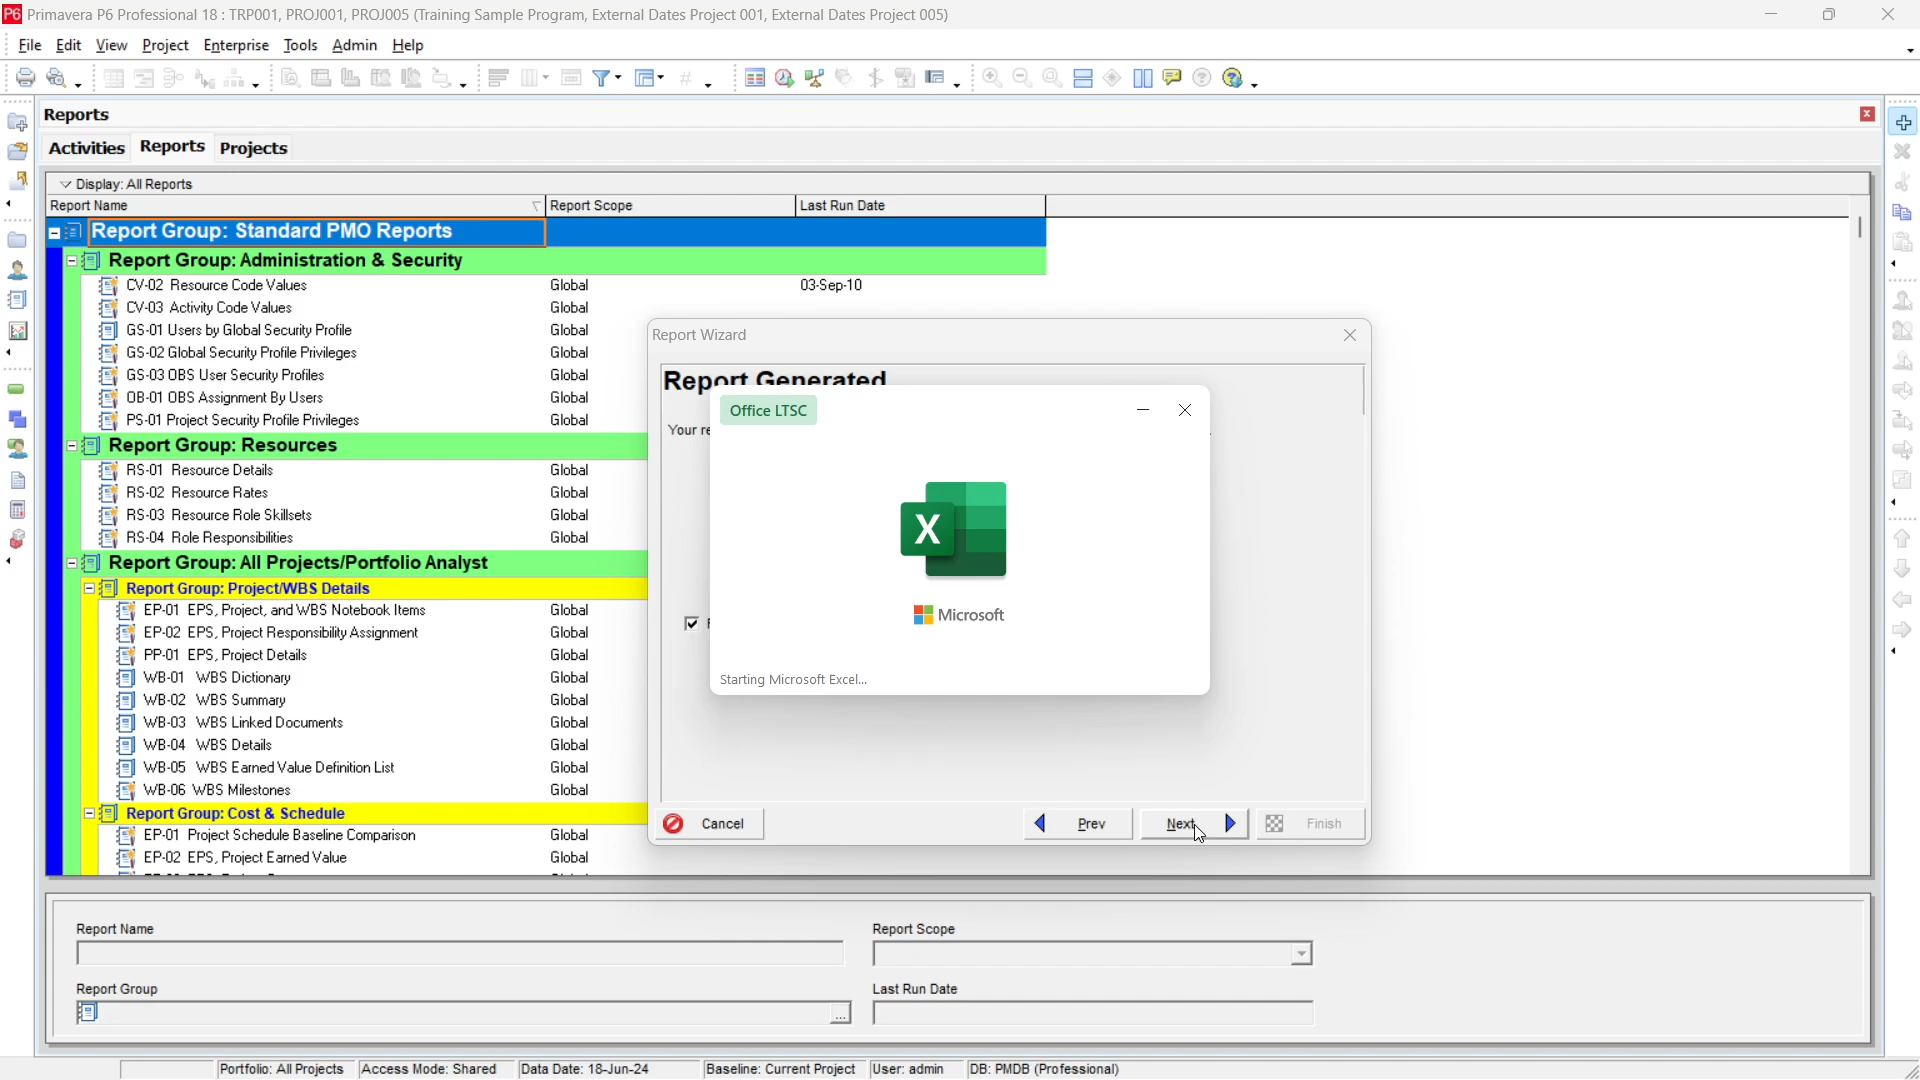 P6 Primavera P6 Professional 18 : TRP001, PROJ001, PROJ005 (Training Sample Program, External Dates Project 001, External Dates Project 005)
File Edit View Project Enterprise Tools Admin Help
Reports
Activities Reports Projects
Display: All Reports
Report Name Report Scope Last Run Date
Report Group: Standard PMO Reports
Report Group: Administration & Security
CV-02 Resource Code Values Global 03-Sep-10
CV-03 Activity Code Values Global
GS-01 Users by Global Security Profile Global
GS-02 Global Security Profile Privileges Global
GS-03 OBS User Security Profiles Global
OB-01 OBS Assignment By Users Global
PS-01 Project Security Profile Privileges Global
Report Group: Resources
RS-01 Resource Details Global
RS-02 Resource Rates Global
RS-03 Resource Role Skillsets Global
RS-04 Role Responsibilities Global
Report Group: All Projects/Portfolio Analyst
Report Group: Project/WBS Details
EP-01 EPS, Project, and WBS Notebook Items Global
EP-02 EPS, Project Responsibility Assignment Global
PP-01 EPS, Project Details Global
WB-01 WBS Dictionary Global
WB-02 WBS Summary Global
WB-03 WBS Linked Documents Global
WB-04 WBS Details Global
WB-05 WBS Earned Value Definition List Global
WB-06 WBS Milestones Global
Report Group: Cost & Schedule
EP-01 Project Schedule Baseline Comparison Global
EP-02 EPS, Project Earned Value Global
Report Wizard
Report Generated
Your re
Office LTSC
X
Microsoft
Starting Microsoft Excel...
Cancel Prev Next Finish
Report Name Report Scope
Report Group Last Run Date
...
Portfolio: All Projects Access Mode: Shared Data Date: 18-Jun-24 Baseline: Current Project User: admin DB: PMDB (Professional)